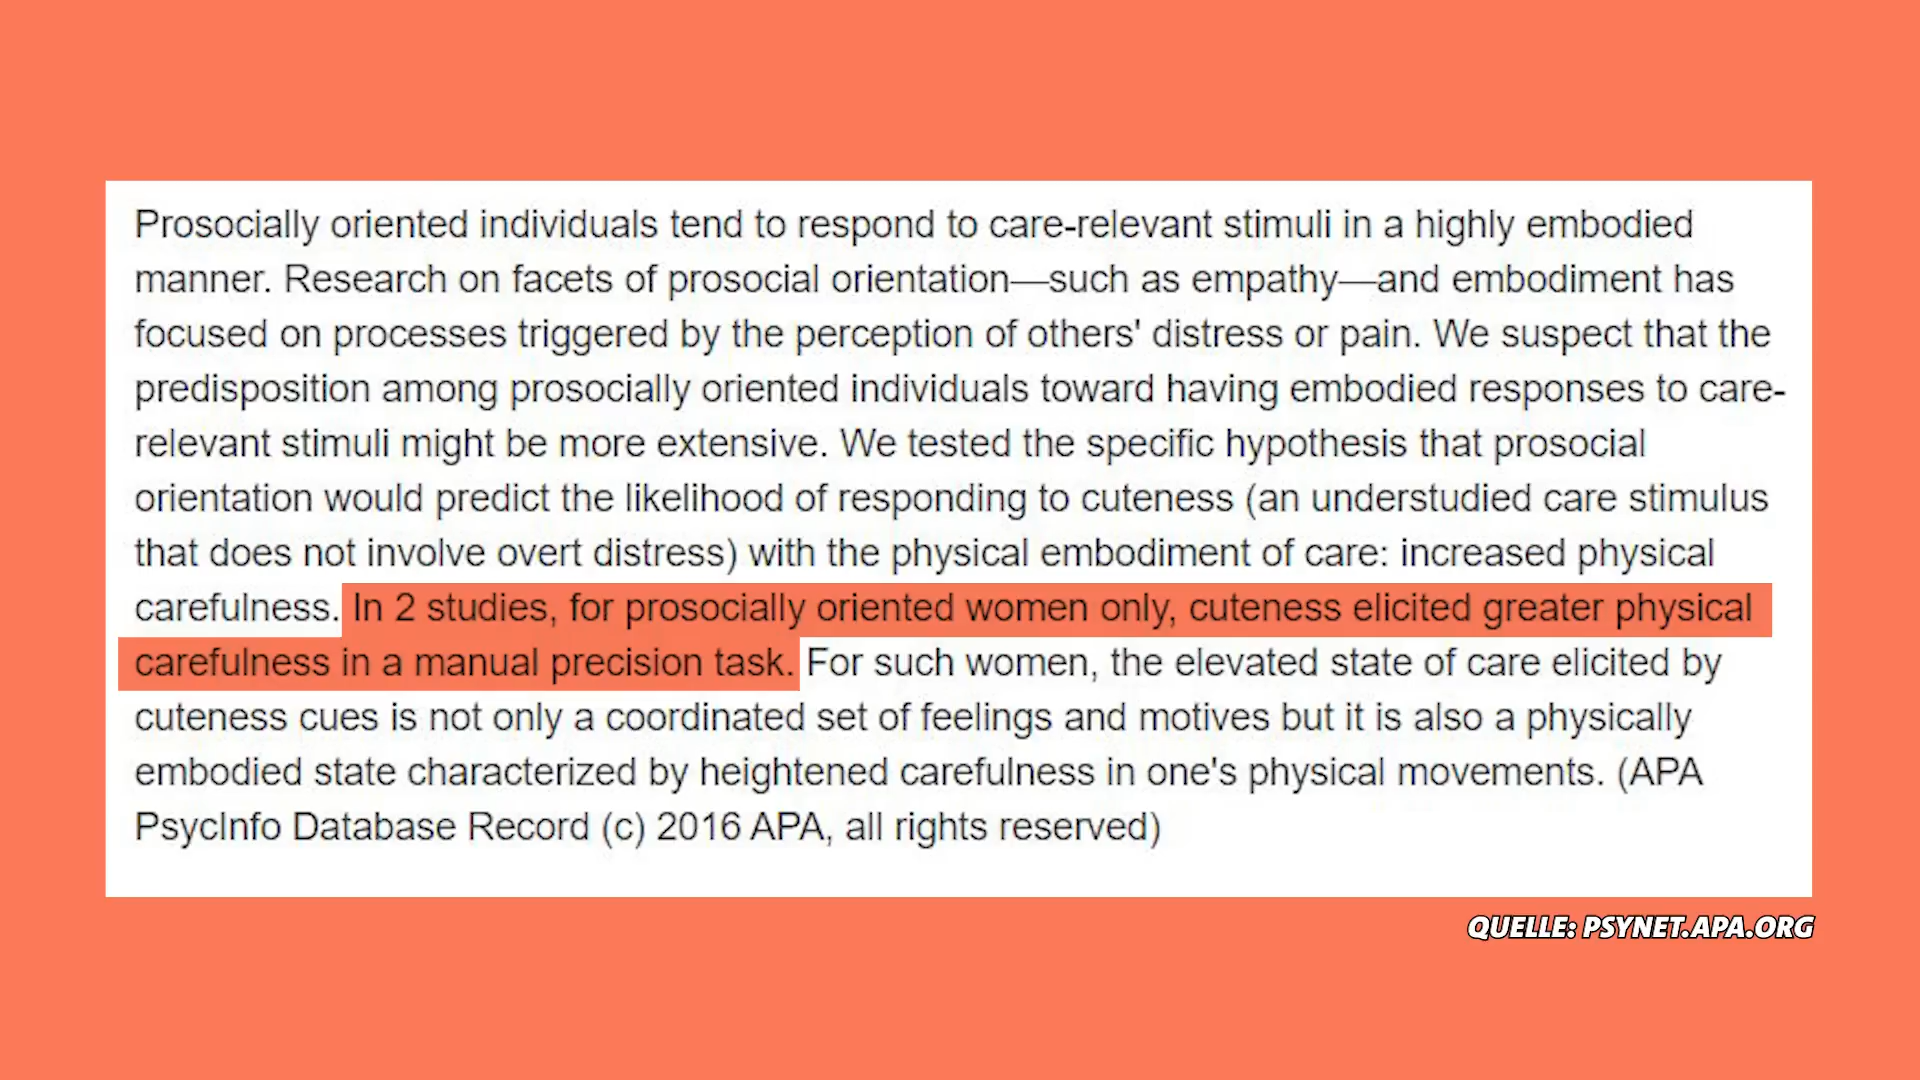 Prosocially oriented individuals tend to respond to care-relevant stimuli in a highly embodied
manner. Research on facets of prosocial orientation—such as empathy—and embodiment has
focused on processes triggered by the perception of others' distress or pain. We suspect that the
predisposition among prosocially oriented individuals toward having embodied responses to care-
relevant stimuli might be more extensive. We tested the specific hypothesis that prosocial
orientation would predict the likelihood of responding to cuteness (an understudied care stimulus
that does not involve overt distress) with the physical embodiment of care: increased physical
carefulness. In 2 studies, for prosocially oriented women only, cuteness elicited greater physical
carefulness in a manual precision task. For such women, the elevated state of care elicited by
cuteness cues is not only a coordinated set of feelings and motives but it is also a physically
embodied state characterized by heightened carefulness in one's physical movements. (APA
PsycInfo Database Record (c) 2016 APA, all rights reserved)
QUELLE: PSYNET.APA.ORG